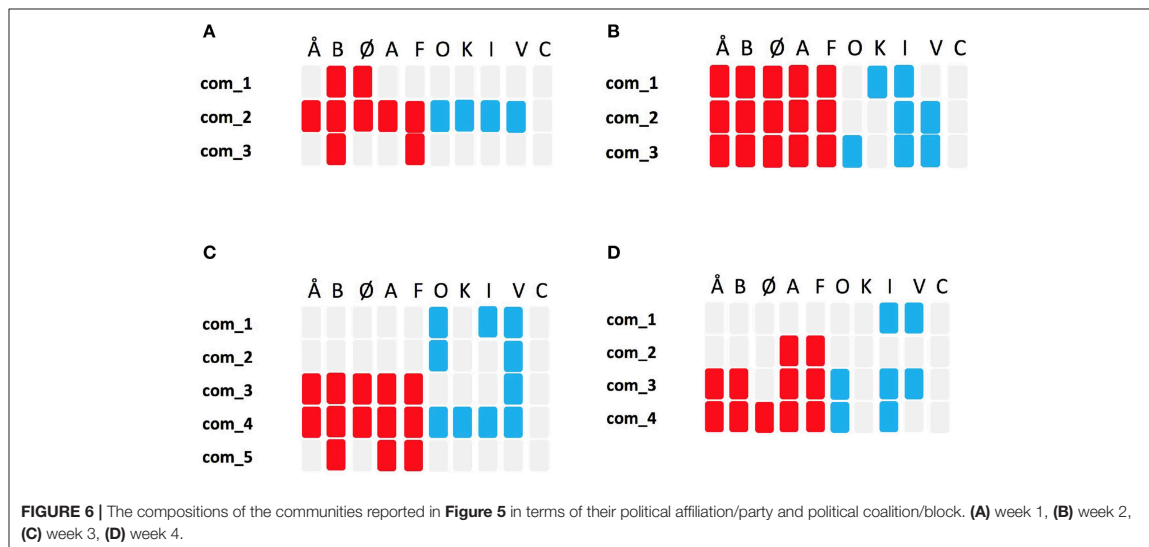 A
Å B Ø A F O K I V C
com_1
com_2
com_3
B
Å B Ø A F O K I V C
com_1
com_2
com_3
C
Å B Ø A F O K I V C
com_1
com_2
com_3
com_4
com_5
D
Å B Ø A F O K I V C
com_1
com_2
com_3
com_4
FIGURE 6 | The compositions of the communities reported in Figure 5 in terms of their political affiliation/party and political coalition/block. (A) week 1, (B) week 2,
(C) week 3, (D) week 4.